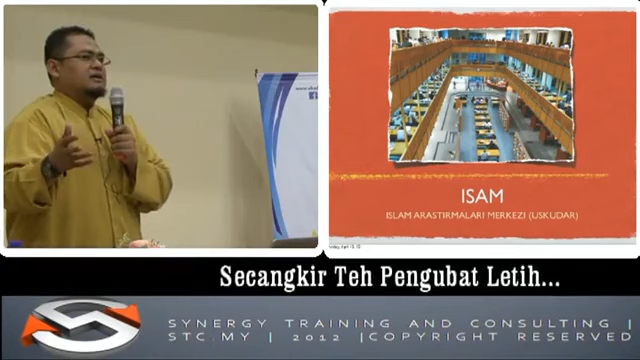 ISAM
ISLAM ARASTIRMALARI MERKEZI (USKUDAR)
Secangkir Teh Pengubat Letih...
SYNERGY TRAINING AND CONSULTING |
STC.MY | 2012 |COPYRIGHT RESERVED